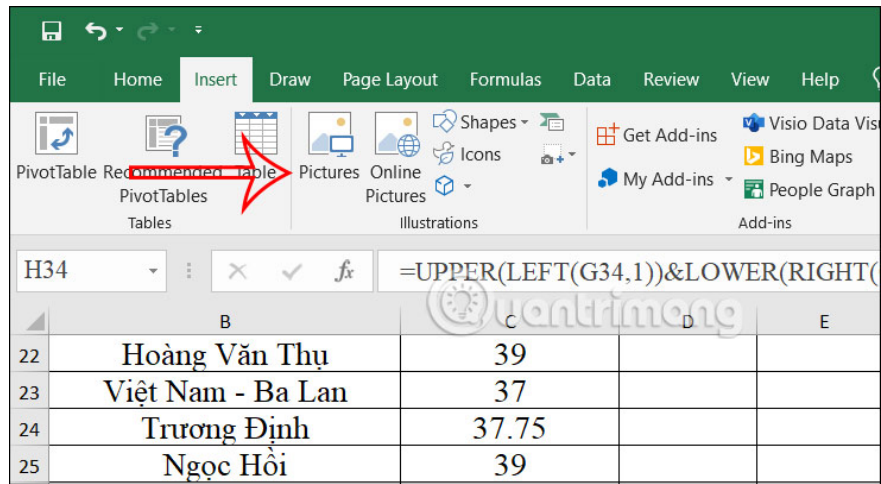 File Home Insert Draw Page Layout Formulas Data Review View Help
Shapes Visio Data Visu
Get Add-ins
Icons Bing Maps
PivotTable Recommended Table Pictures Online My Add-ins
PivotTables Pictures People Graph
Tables Illustrations Add-ins
H34 fx =UPPER(LEFT(G34,1))&LOWER(RIGHT(
Quantrimang
B C D E
22 Hoàng Văn Thụ 39
23 Việt Nam - Ba Lan 37
24 Trương Định 37.75
25 Ngọc Hồi 39